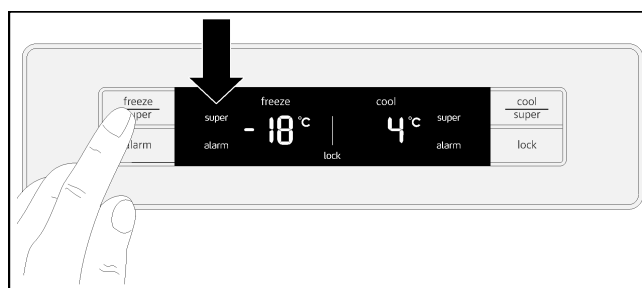 freeze
super
alarm
freeze
super
-18 °C
alarm
lock
cool
4 °C
super
alarm
cool
super
lock